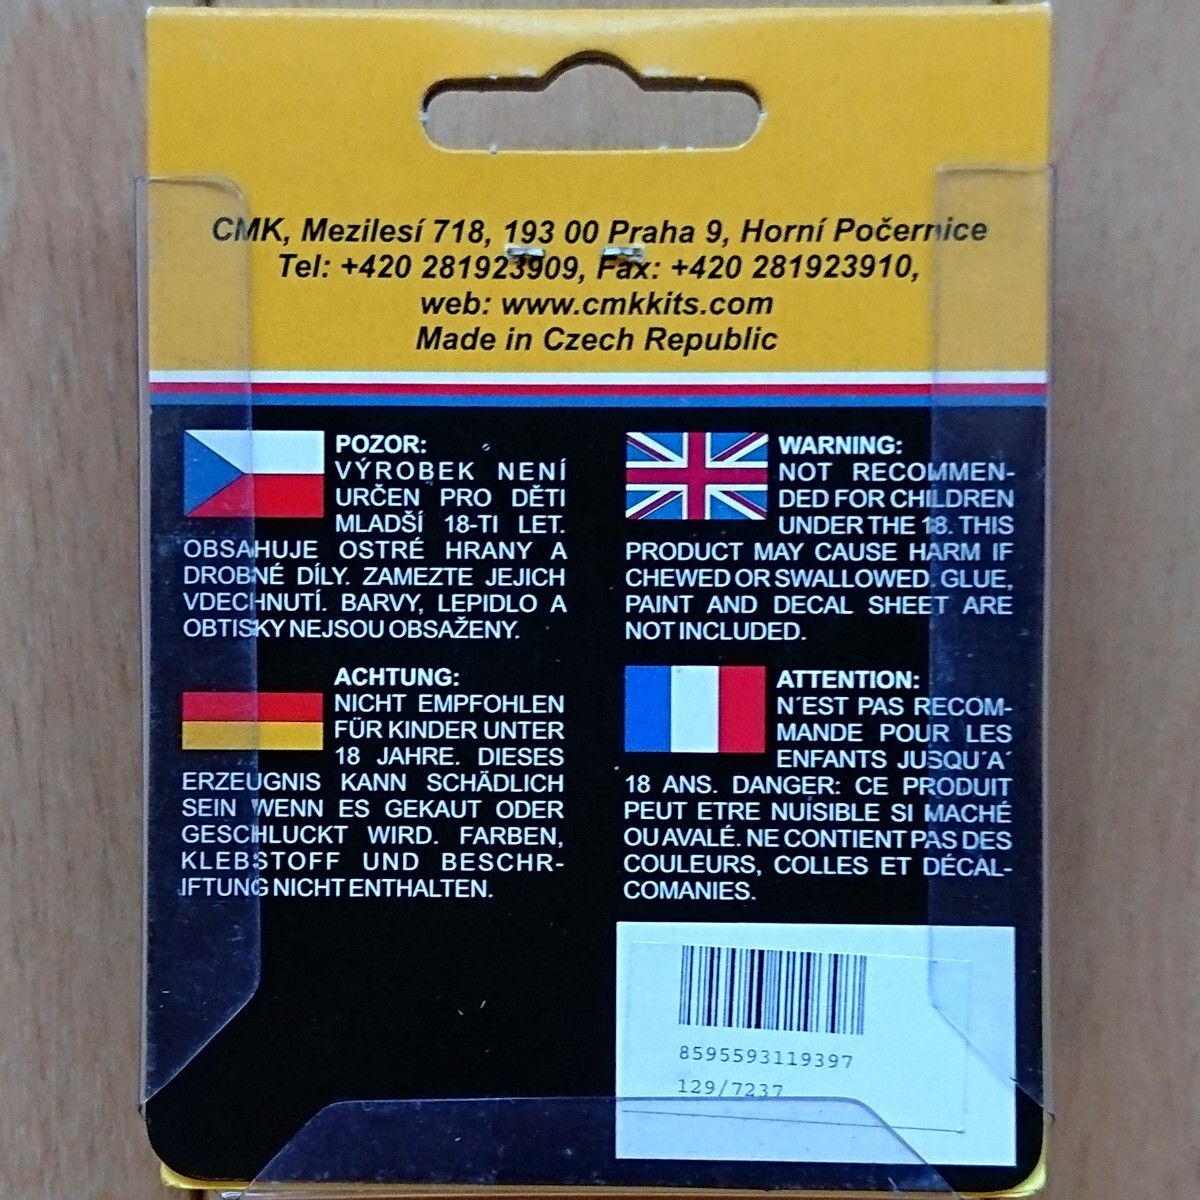 CMK, Mezilesí 718, 193 00 Praha 9, Horní Počernice
Tel: +420 281923909, Fax: +420 281923910,
web: www.cmkkits.com
Made in Czech Republic
POZOR:
VÝROBEK NENÍ
URČEN PRO DĚTI
MLADŠÍ 18-TI LET.
OBSAHUJE OSTRÉ HRANY A
DROBNÉ DÍLY. ZAMEZTE JEJICH
VDECHNUTÍ. BARVY, LEPIDLO A
OBTISKY NEJSOU OBSAŽENY.
WARNING:
NOT RECOMMEN-
DED FOR CHILDREN
UNDER THE 18. THIS
PRODUCT MAY CAUSE HARM IF
CHEWED OR SWALLOWED. GLUE,
PAINT AND DECAL SHEET ARE
NOT INCLUDED.
ACHTUNG:
NICHT EMPFOHLEN
FÜR KINDER UNTER
18 JAHRE. DIESES
ERZEUGNIS KANN SCHÄDLICH
SEIN WENN ES GEKAUT ODER
GESCHLUCKT WIRD. FARBEN,
KLEBSTOFF UND BESCHR-
IFTUNG NICHT ENTHALTEN.
ATTENTION:
N´EST PAS RECOM-
MANDE POUR LES
ENFANTS JUSQU´A´
18 ANS. DANGER: CE PRODUIT
PEUT ETRE NUISIBLE SI MACHÉ
OU AVALÉ. NE CONTIENT PAS DES
COULEURS, COLLES ET DÉCAL-
COMANIES.
8595593119397
129/7237